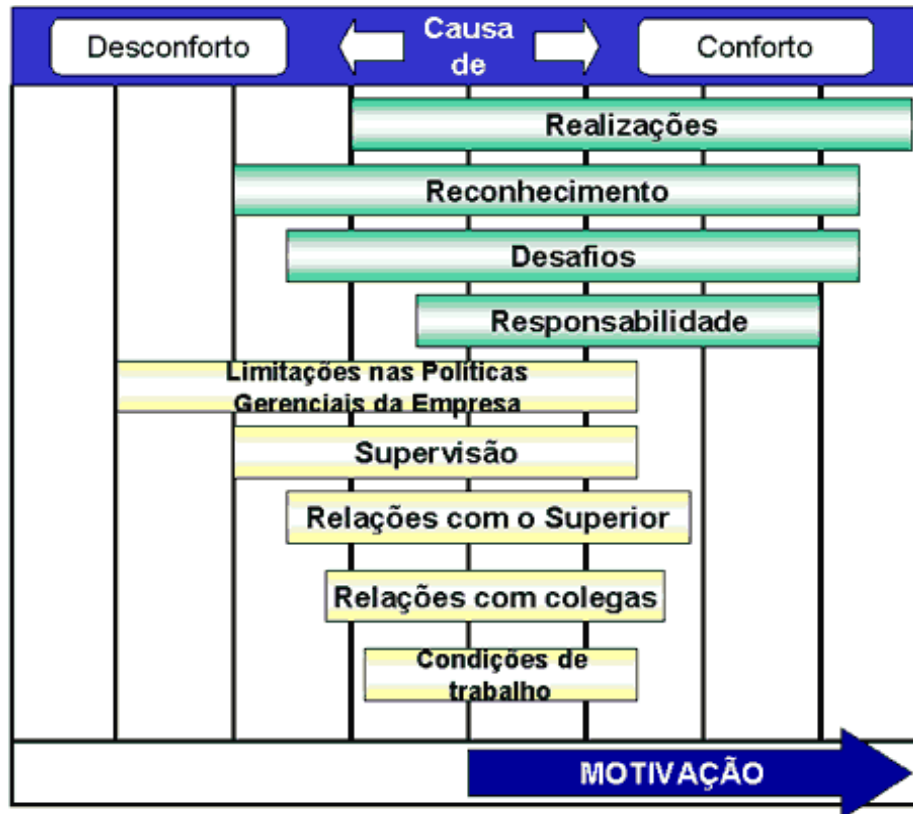 Desconforto
Causa
de
Conforto
Realizações
Reconhecimento
Desafios
Responsabilidade
Limitações nas Políticas
Gerenciais da Empresa
Supervisão
Relações com o Superior
Relações com colegas
Condições de
trabalho
MOTIVAÇÃO